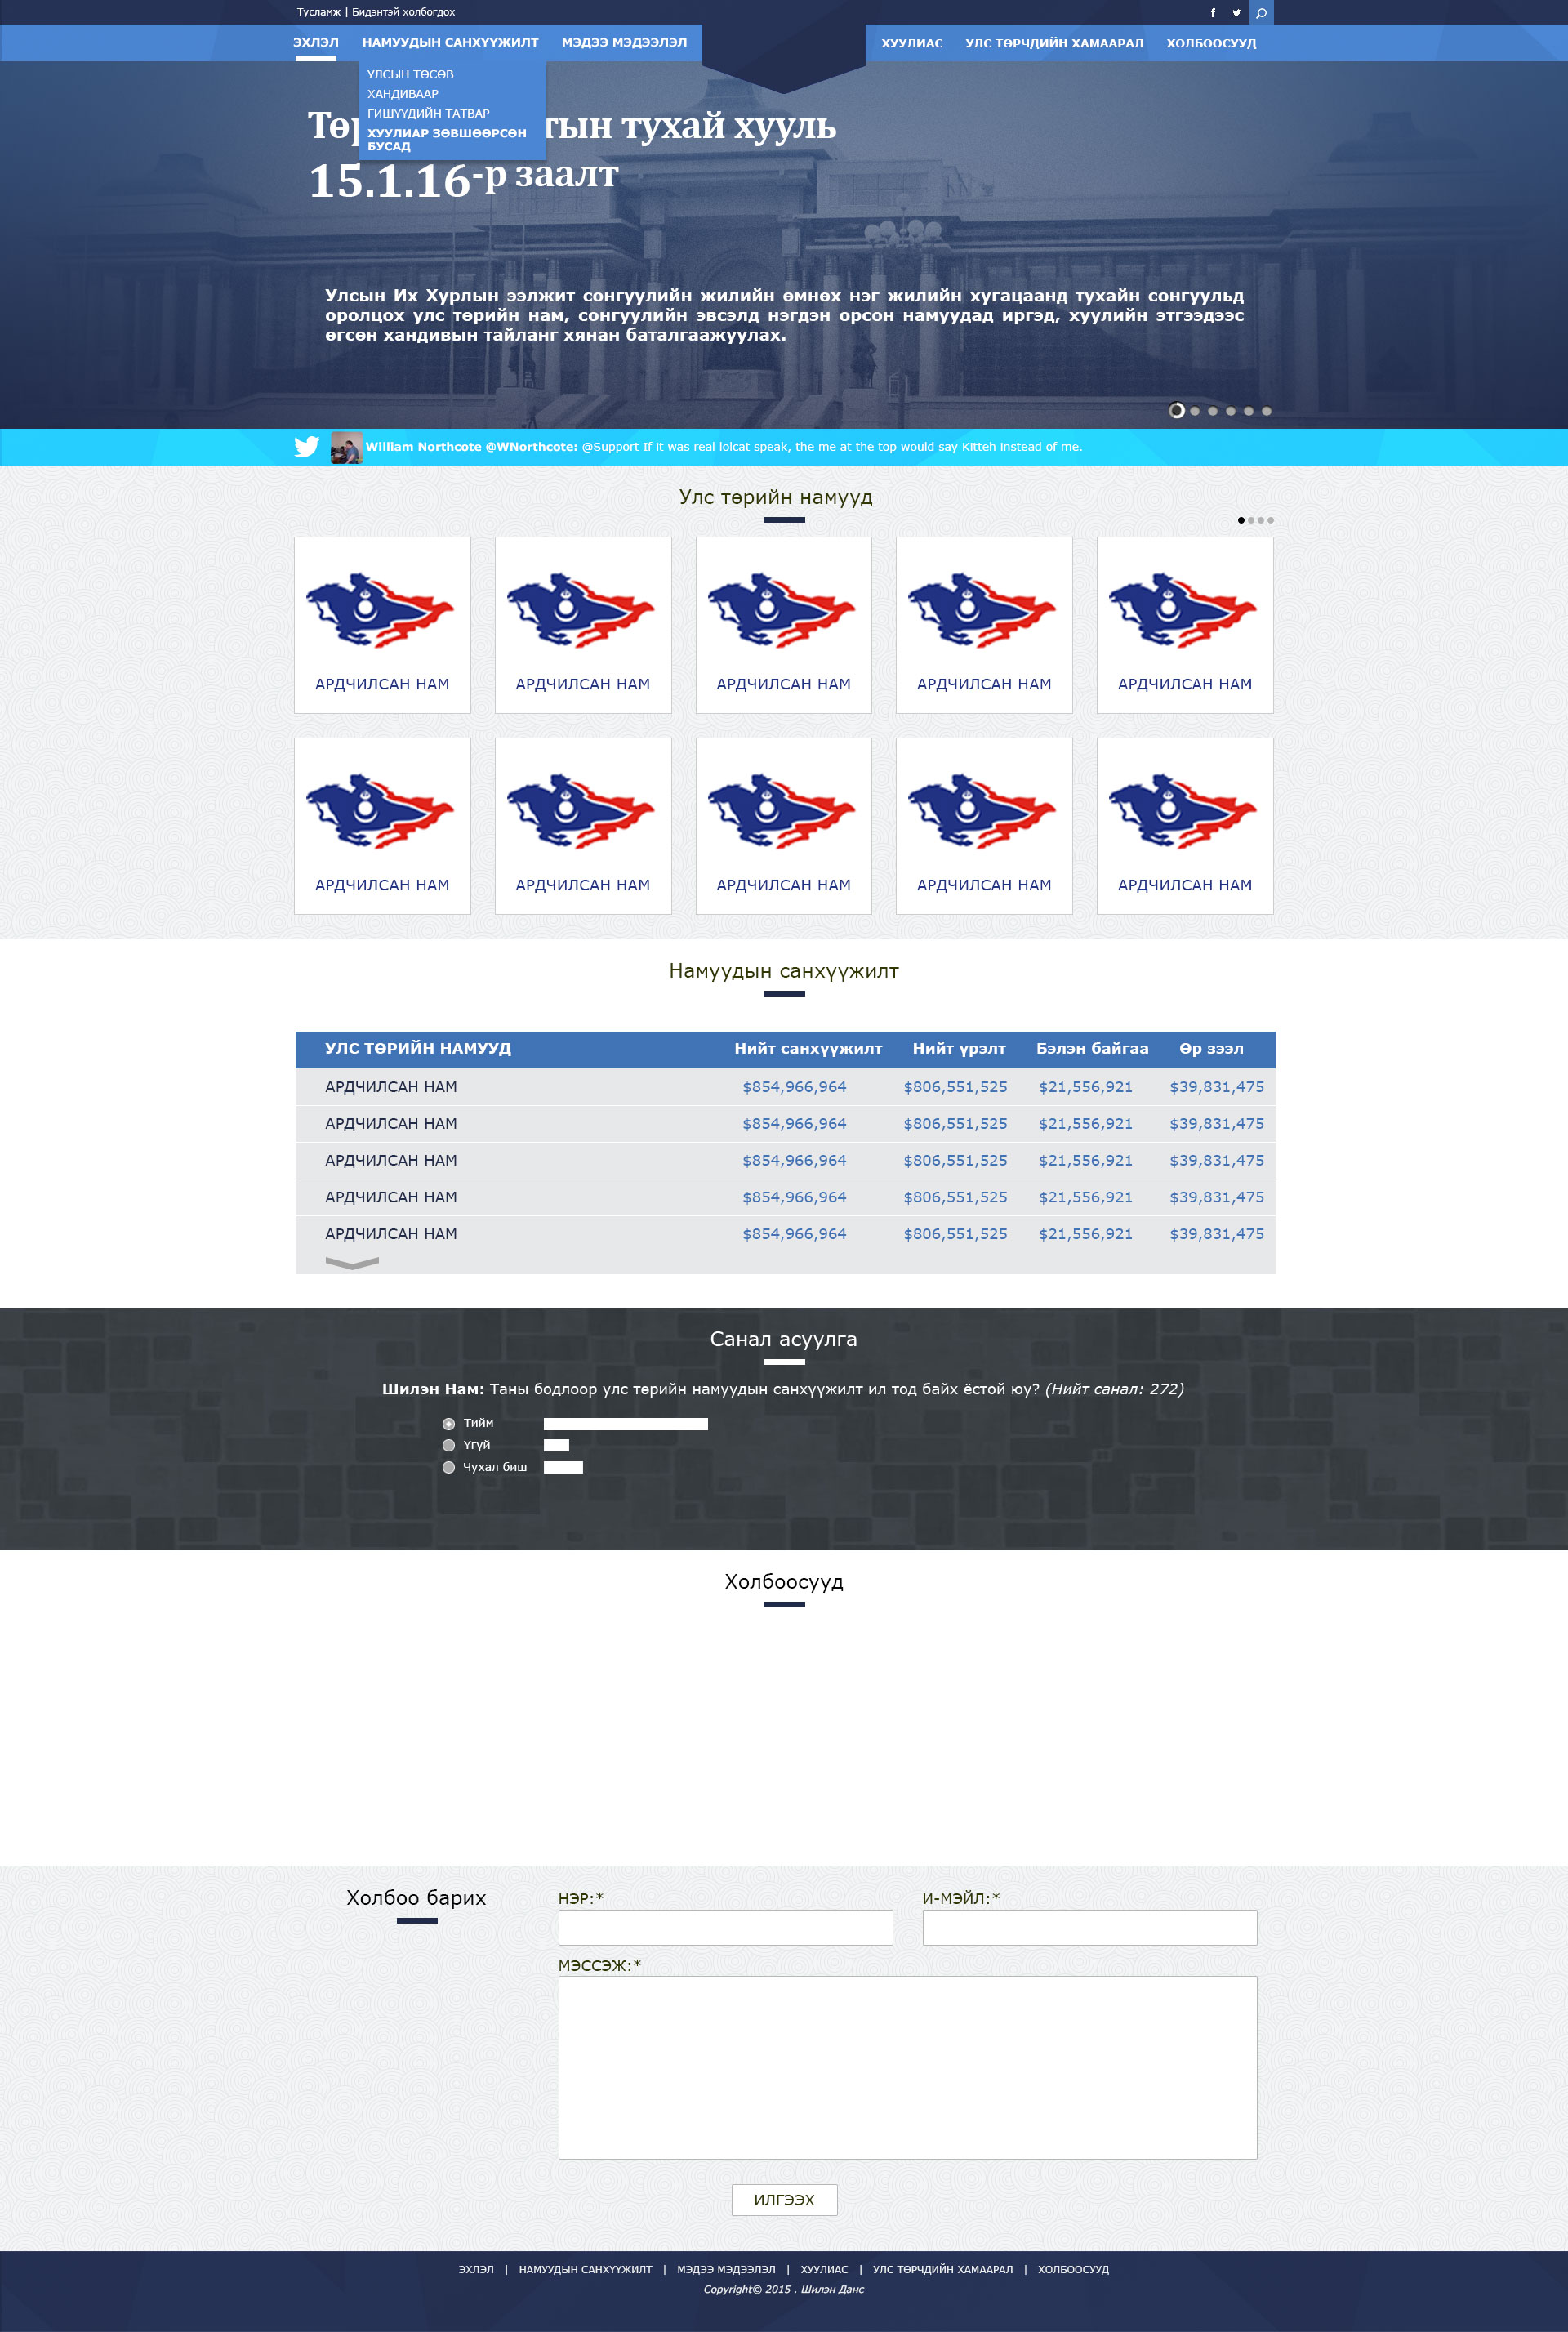 Тусламж | Бидэнтэй холбогдох
ЭХЛЭЛ НАМУУДЫН САНХҮҮЖИЛТ МЭДЭЭ МЭДЭЭЛЭЛ ХУУЛИАС УЛС ТӨРЧДИЙН ХАМААРАЛ ХОЛБООСУУД
УЛСЫН ТӨСӨВ
ХАНДИВААР
ГИШҮҮДИЙН ТАТВАР
ХУУЛИАР ЗӨВШӨӨРСӨН
БУСАД
тухай хууль
15.1.16-р заалт
Улсын Их Хурлын ээлжит сонгуулийн жилийн өмнөх нэг жилийн хугацаанд тухайн сонгуульд
оролцох улс төрийн нам, сонгуулийн эвсэлд нэгдэн орсон намуудад иргэд, хуулийн этгээдээс
өгсөн хандивын тайланг хянан баталгаажуулах.
William Northcote @WNorthcote: @Support If it was real lolcat speak, the me at the top would say Kitteh instead of me.
Улс төрийн намууд
АРДЧИЛСАН НАМ АРДЧИЛСАН НАМ АРДЧИЛСАН НАМ АРДЧИЛСАН НАМ АРДЧИЛСАН НАМ
АРДЧИЛСАН НАМ АРДЧИЛСАН НАМ АРДЧИЛСАН НАМ АРДЧИЛСАН НАМ АРДЧИЛСАН НАМ
Намуудын санхүүжилт
УЛС ТӨРИЙН НАМУУД Нийт санхүүжилт Нийт үрэлт Бэлэн байгаа Өр зээл
АРДЧИЛСАН НАМ $854,966,964 $806,551,525 $21,556,921 $39,831,475
АРДЧИЛСАН НАМ $854,966,964 $806,551,525 $21,556,921 $39,831,475
АРДЧИЛСАН НАМ $854,966,964 $806,551,525 $21,556,921 $39,831,475
АРДЧИЛСАН НАМ $854,966,964 $806,551,525 $21,556,921 $39,831,475
АРДЧИЛСАН НАМ $854,966,964 $806,551,525 $21,556,921 $39,831,475
Санал асуулга
Шилэн Нам: Таны бодлоор улс төрийн намуудын санхүүжилт ил тод байх ёстой юу? (Нийт санал: 272)
Тийм
Үгүй
Чухал биш
Холбоосууд
Холбоо барих
НЭР:* И-МЭЙЛ:*
МЭССЭЖ:*
ИЛГЭЭХ
ЭХЛЭЛ | НАМУУДЫН САНХҮҮЖИЛТ | МЭДЭЭ МЭДЭЭЛЭЛ | ХУУЛИАС | УЛС ТӨРЧДИЙН ХАМААРАЛ | ХОЛБООСУУД
Copyright© 2015 . Шилэн Данс